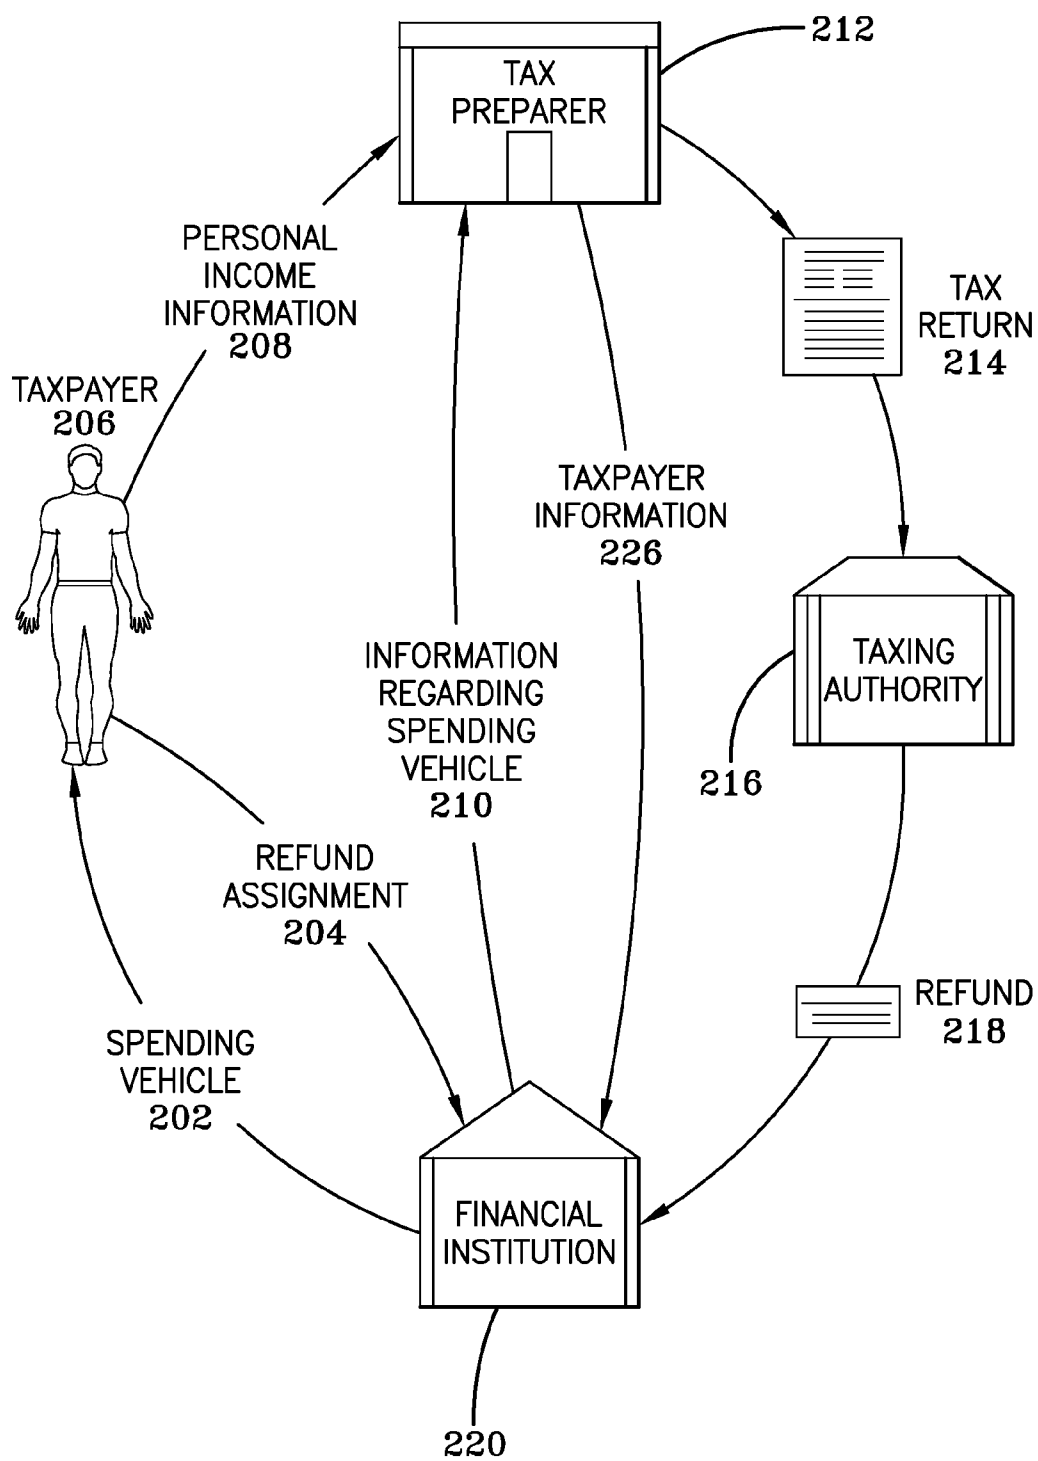 212
TAX
PREPARER
PERSONAL
INCOME
INFORMATION
208
TAX
RETURN
214
TAXPAYER
206
TAXPAYER
INFORMATION
226
INFORMATION
REGARDING
SPENDING
VEHICLE
210
TAXING
AUTHORITY
216
REFUND
ASSIGNMENT
204
REFUND
218
SPENDING
VEHICLE
202
FINANCIAL
INSTITUTION
220